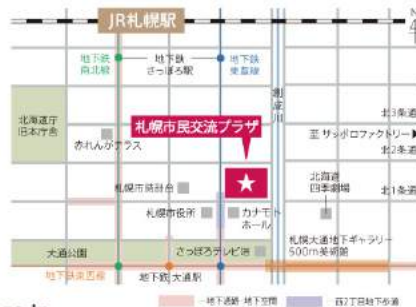 JR札幌駅
地下鉄
南北線
地下鉄
さっぽろ駅
地下鉄
東豊線
創成川
北海道庁
旧本庁舎
赤れんがテラス
札幌市民交流プラザ
北3条通
至 サッポロファクトリー
北2条通
北海道
四季劇場
北1条通
札幌市時計台
札幌市役所
カナモト
ホール
札幌大通地下ギャラリー
500m美術館
大通公園
さっぽろテレビ塔
地下鉄東西線
地下鉄 大通駅
西2丁目地下歩道